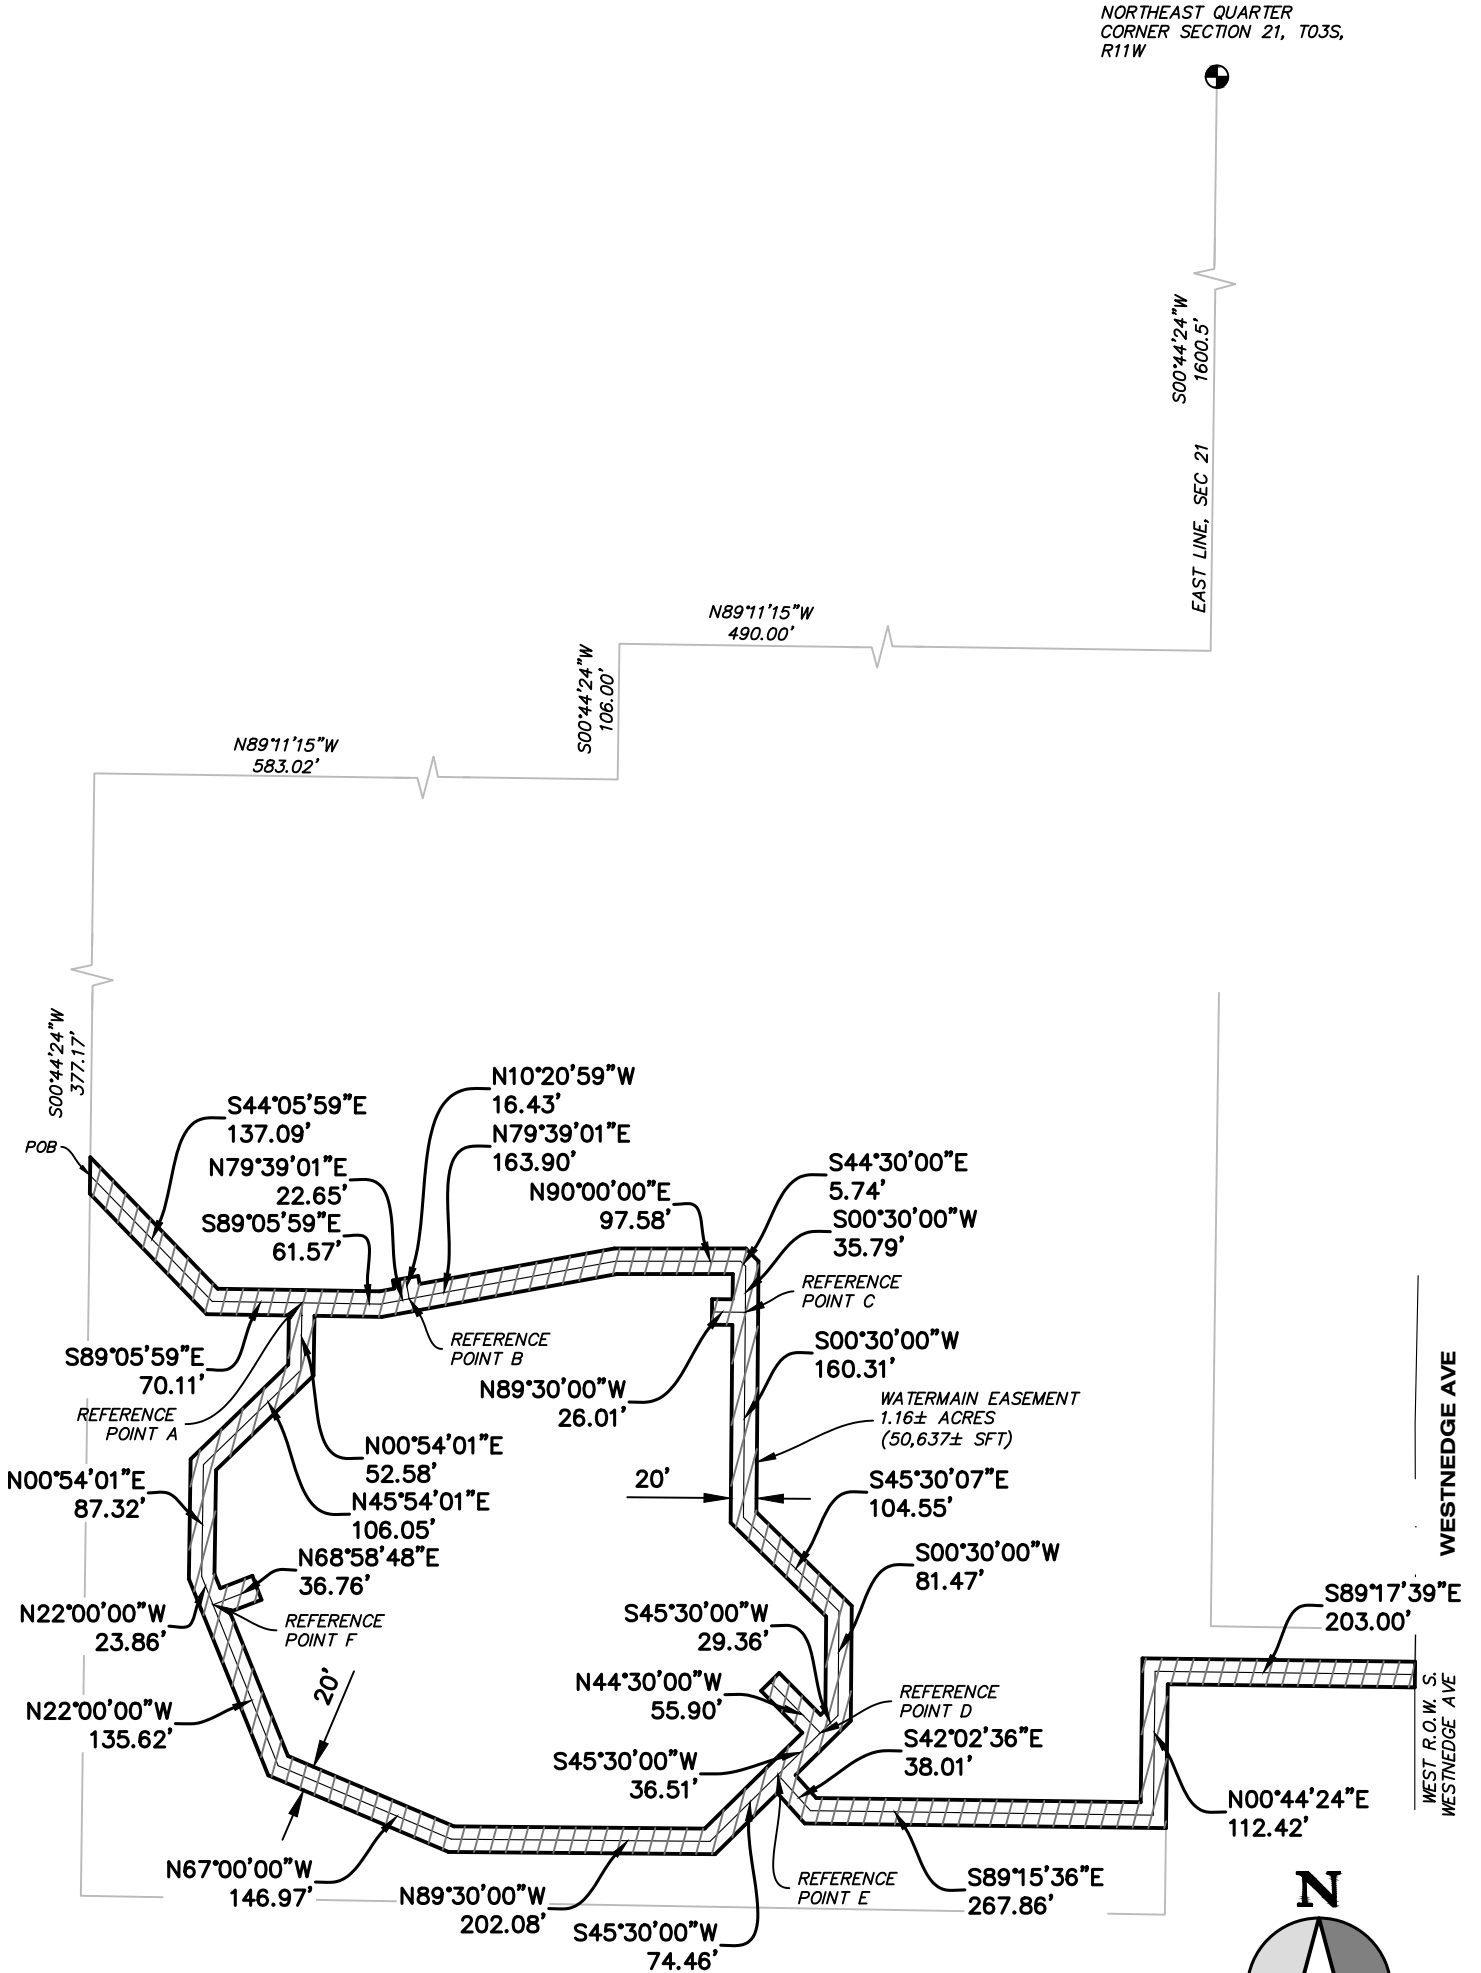 NORTHEAST QUARTER
CORNER SECTION 21, T03S,
R11W
S00°44'24"W
1600.5'
EAST LINE, SEC 21
N89°11'15"W
490.00'
S00°44'24"W
106.00'
N89°11'15"W
583.02'
S00°44'24"W
377.17'
POB
S44°05'59"E
137.09'
N10°20'59"W
16.43'
N79°39'01"E
163.90'
N79°39'01"E
22.65'
S89°05'59"E
61.57'
N90°00'00"E
97.58'
S44°30'00"E
5.74'
S00°30'00"W
35.79'
REFERENCE
POINT C
REFERENCE
POINT B
S00°30'00"W
160.31'
S89°05'59"E
70.11'
N89°30'00"W
26.01'
WATERMAIN EASEMENT
1.16± ACRES
(50,637± SFT)
REFERENCE
POINT A
N00°54'01"E
52.58'
N00°54'01"E
87.32'
N45°54'01"E
106.05'
20'
S45°30'07"E
104.55'
N68°58'48"E
36.76'
S00°30'00"W
81.47'
WESTNEDGE AVE
N22°00'00"W
23.86'
REFERENCE
POINT F
S45°30'00"W
29.36'
S89°17'39"E
203.00'
N44°30'00"W
55.90'
REFERENCE
POINT D
20'
N22°00'00"W
135.62'
WEST R.O.W. S.
WESTNEDGE AVE
S42°02'36"E
38.01'
S45°30'00"W
36.51'
N00°44'24"E
112.42'
N67°00'00"W
146.97'
N89°30'00"W
202.08'
REFERENCE
POINT E
S89°15'36"E
267.86'
S45°30'00"W
74.46'
N